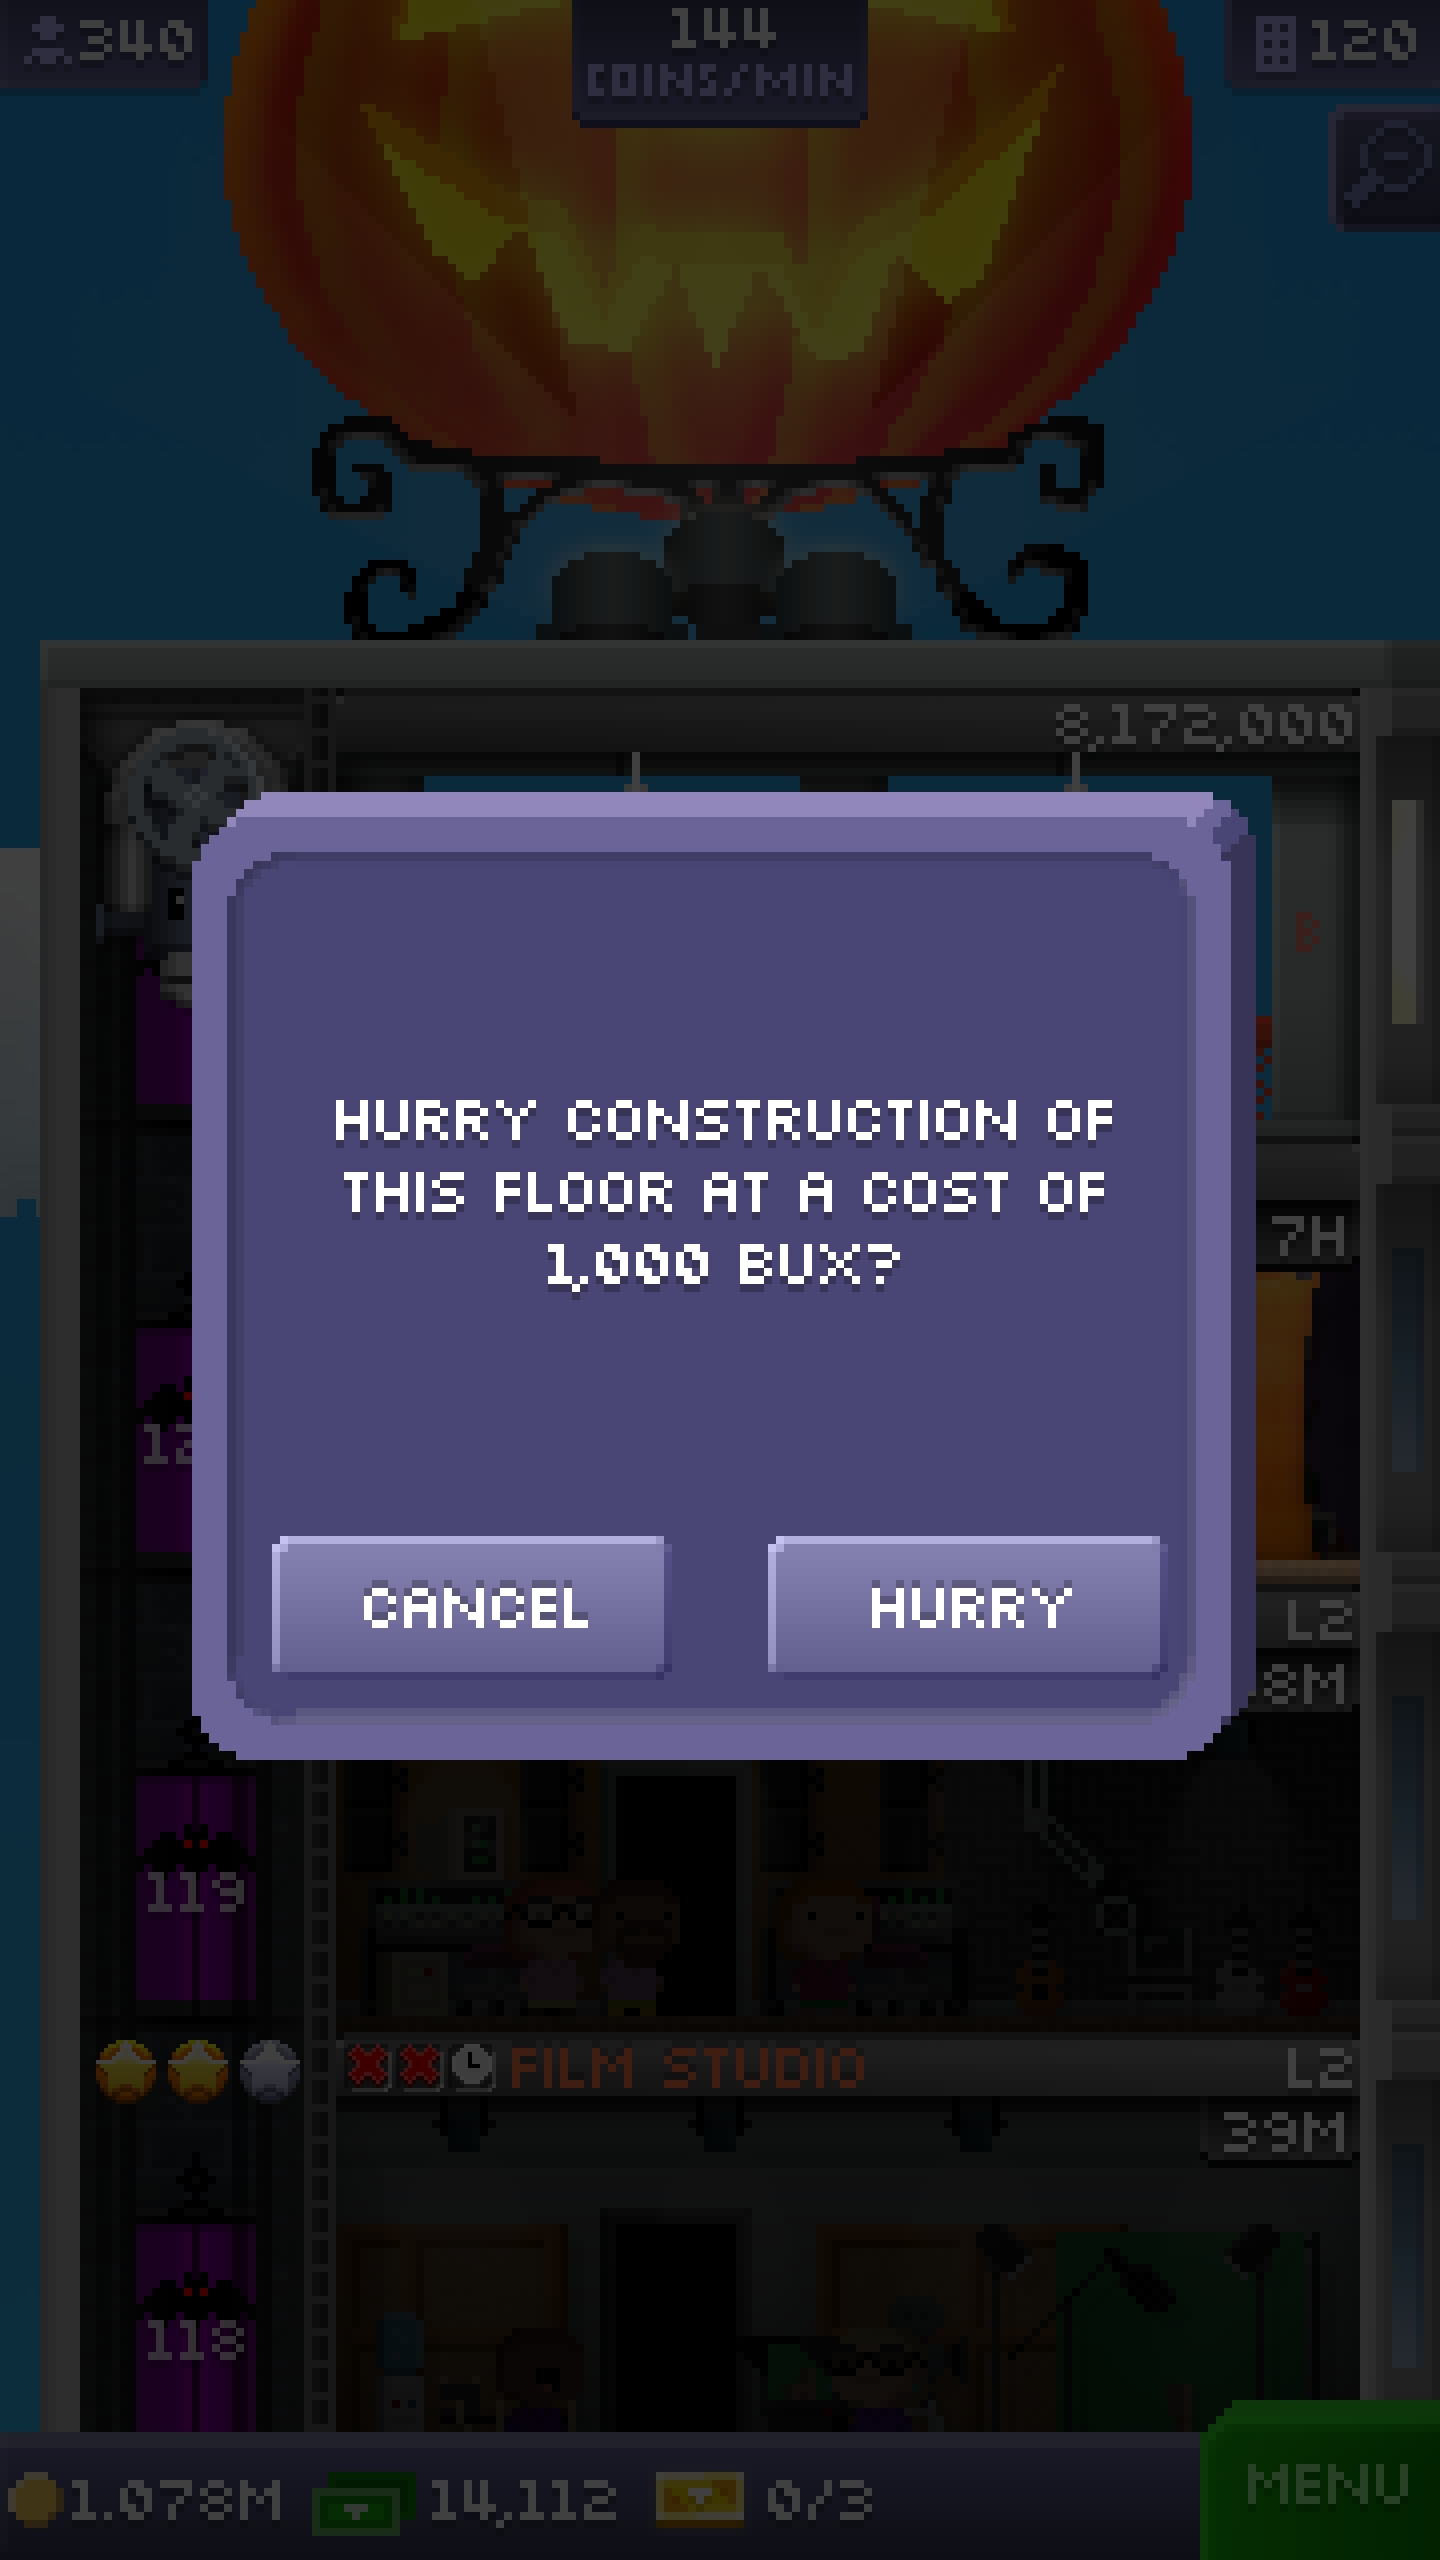 340
144
COINS/MIN
120
8,172,000
B
7H
HURRY CONSTRUCTION OF
THIS FLOOR AT A COST OF
1,000 BUX?
CANCEL
HURRY
L2
8M
119
FILM STUDIO
L2
39M
118
1.078M
14,112
0/3
MENU